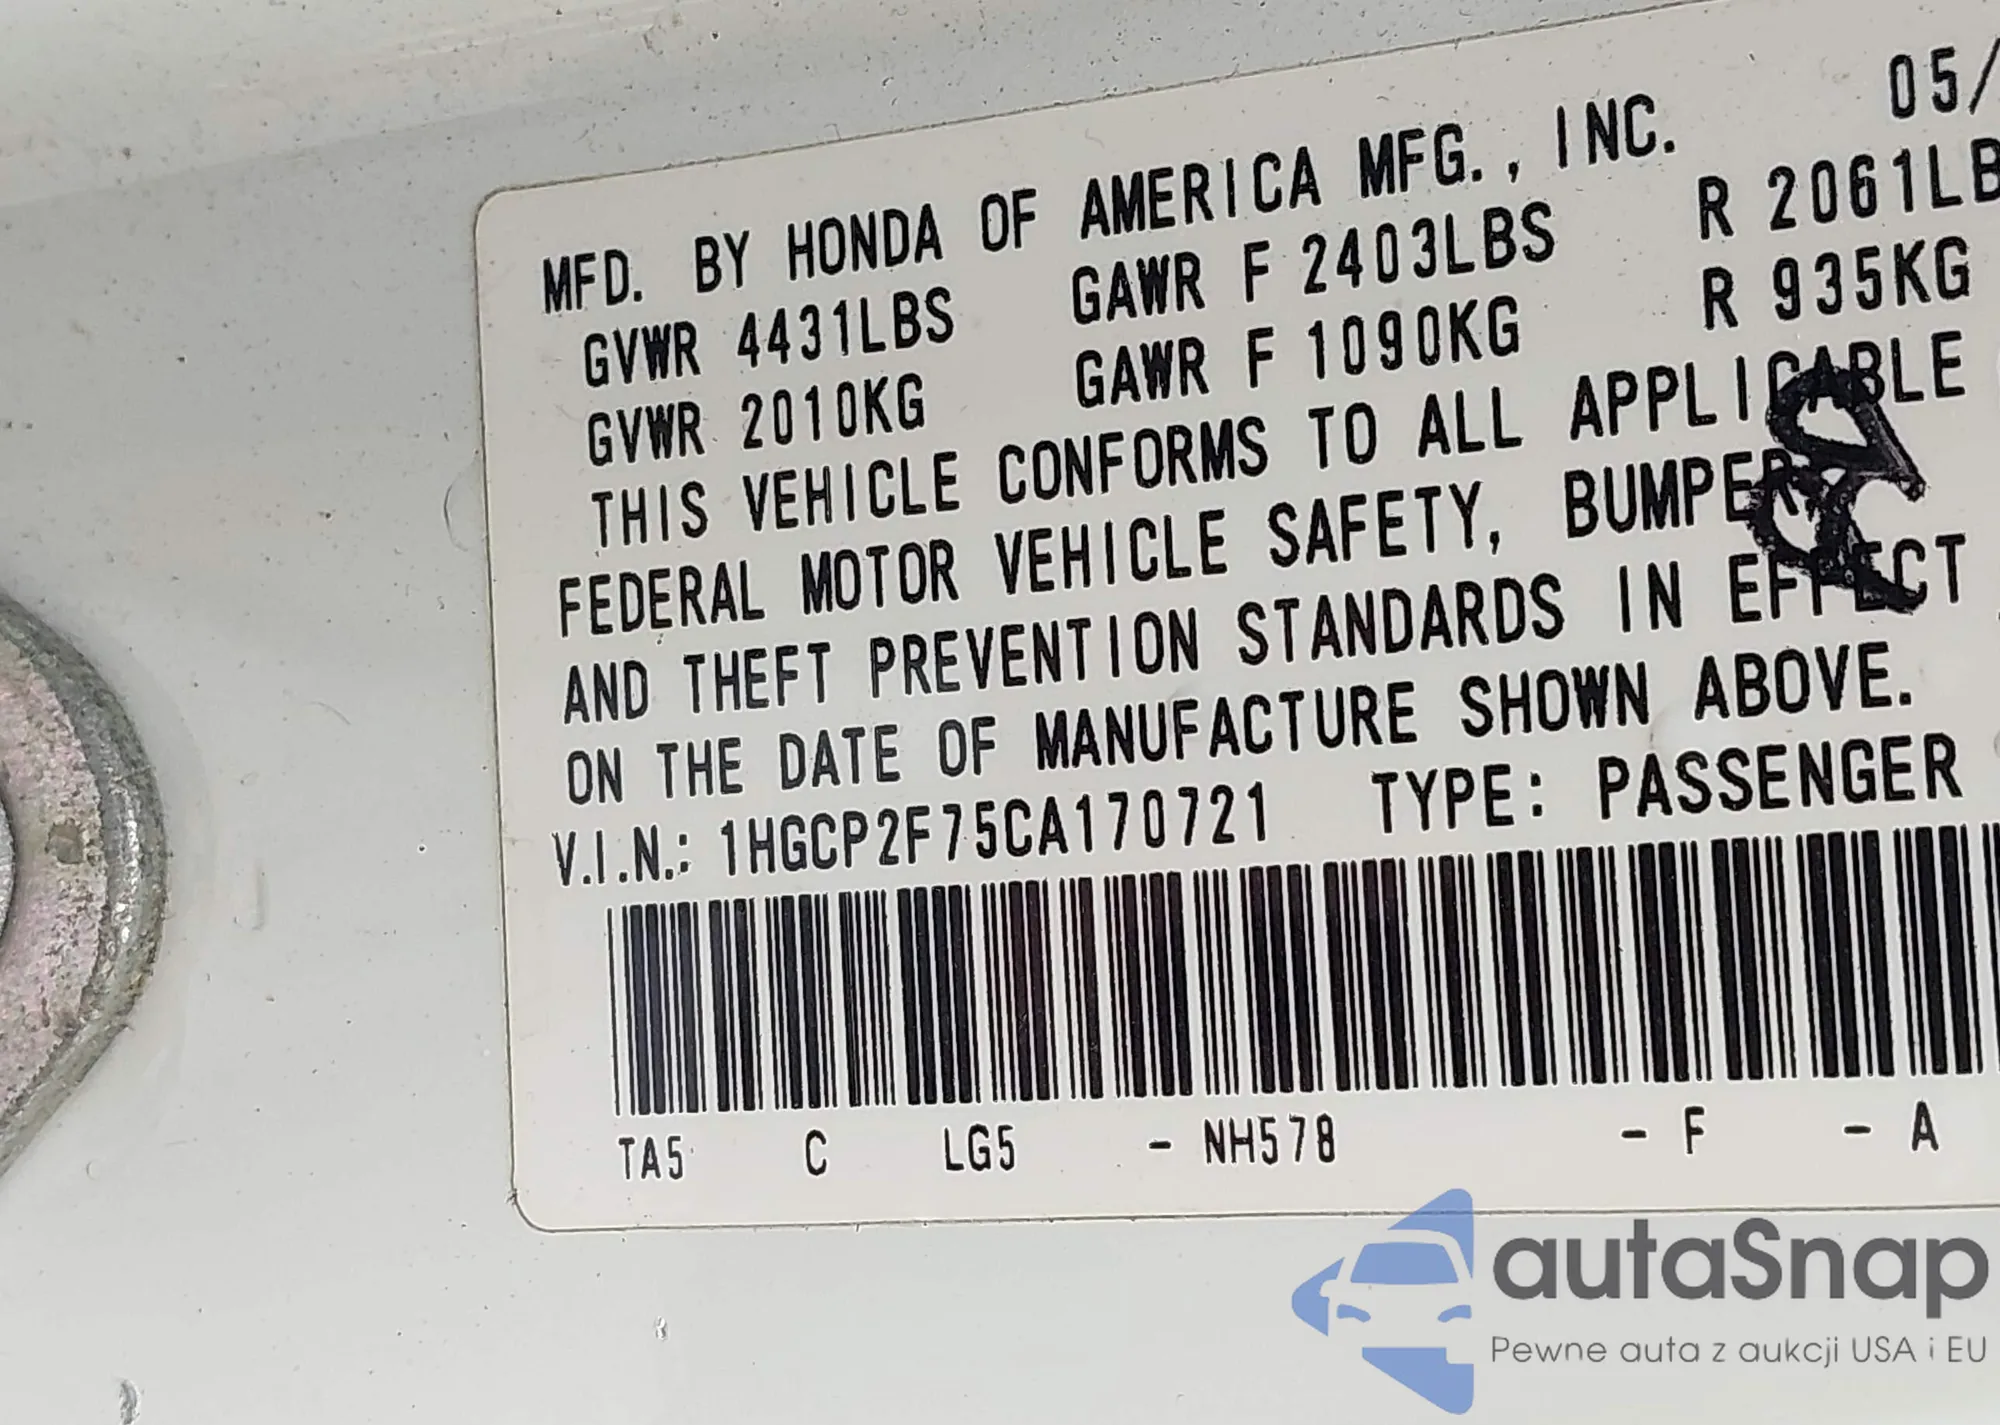 05/
MFD. BY HONDA OF AMERICA MFG., INC.
GVWR 4431LBS GAWR F 2403LBS R 2061LB
GVWR 2010KG GAWR F 1090KG R 935KG
THIS VEHICLE CONFORMS TO ALL APPLICABLE
FEDERAL MOTOR VEHICLE SAFETY, BUMPER
AND THEFT PREVENTION STANDARDS IN EFFECT
ON THE DATE OF MANUFACTURE SHOWN ABOVE.
V.I.N.: 1HGCP2F75CA170721 TYPE: PASSENGER
TA5 C LG5 - NH578 - F - A
autaSnap
Pewne auta z aukcji USA i EU